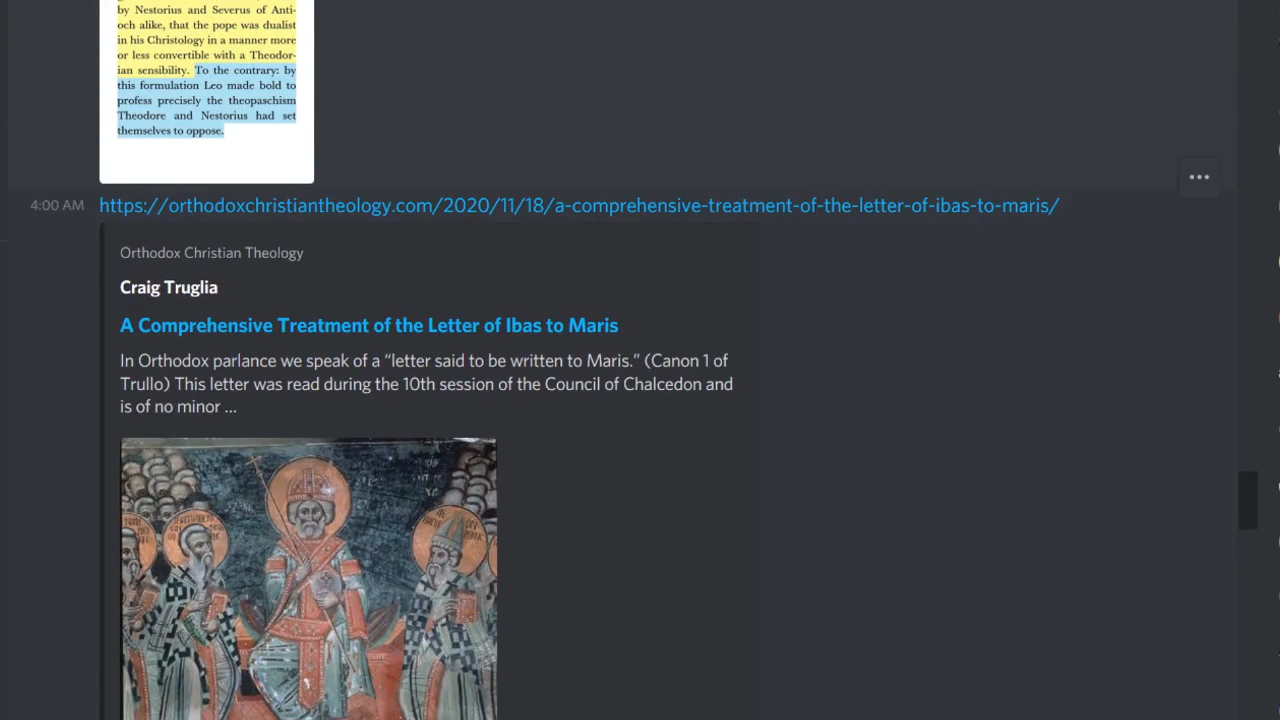 by Nestorius and Severus of Anti-
och alike, that the pope was dualist
in his Christology in a manner more
or less convertible with a Theodor-
ian sensibility. To the contrary: by
this formulation Leo made bold to
profess precisely the theopaschism
Theodore and Nestorius had set
themselves to oppose.
4:00 AM https://orthodoxchristiantheology.com/2020/11/18/a-comprehensive-treatment-of-the-letter-of-ibas-to-maris/
Orthodox Christian Theology
Craig Truglia
A Comprehensive Treatment of the Letter of Ibas to Maris
In Orthodox parlance we speak of a “letter said to be written to Maris.” (Canon 1 of
Trullo) This letter was read during the 10th session of the Council of Chalcedon and
is of no minor ...